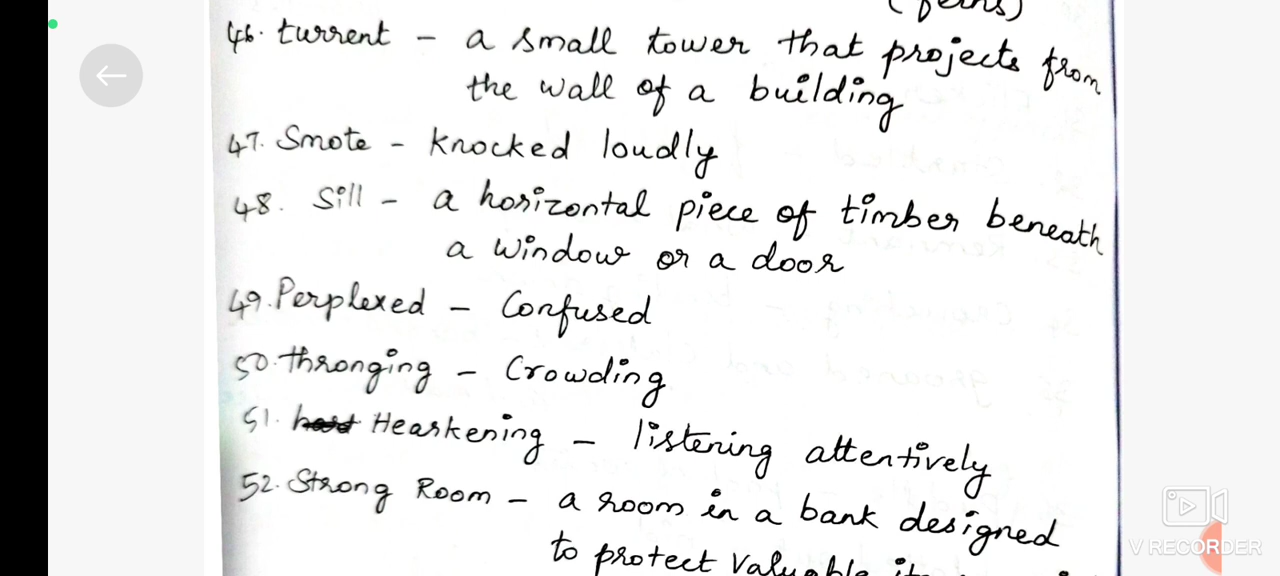 (
46. turrent - a small tower that projects from
the wall of a building
47. Smote - knocked loudly
48. Sill - a horizontal piece of timber beneath
a window or a door
49. Perplexed - Confused
50. thronging - Crowding
51. Hearkening - listening attentively
52. Strong Room - a room in a bank designed
to protect Valuable
V RECORDER